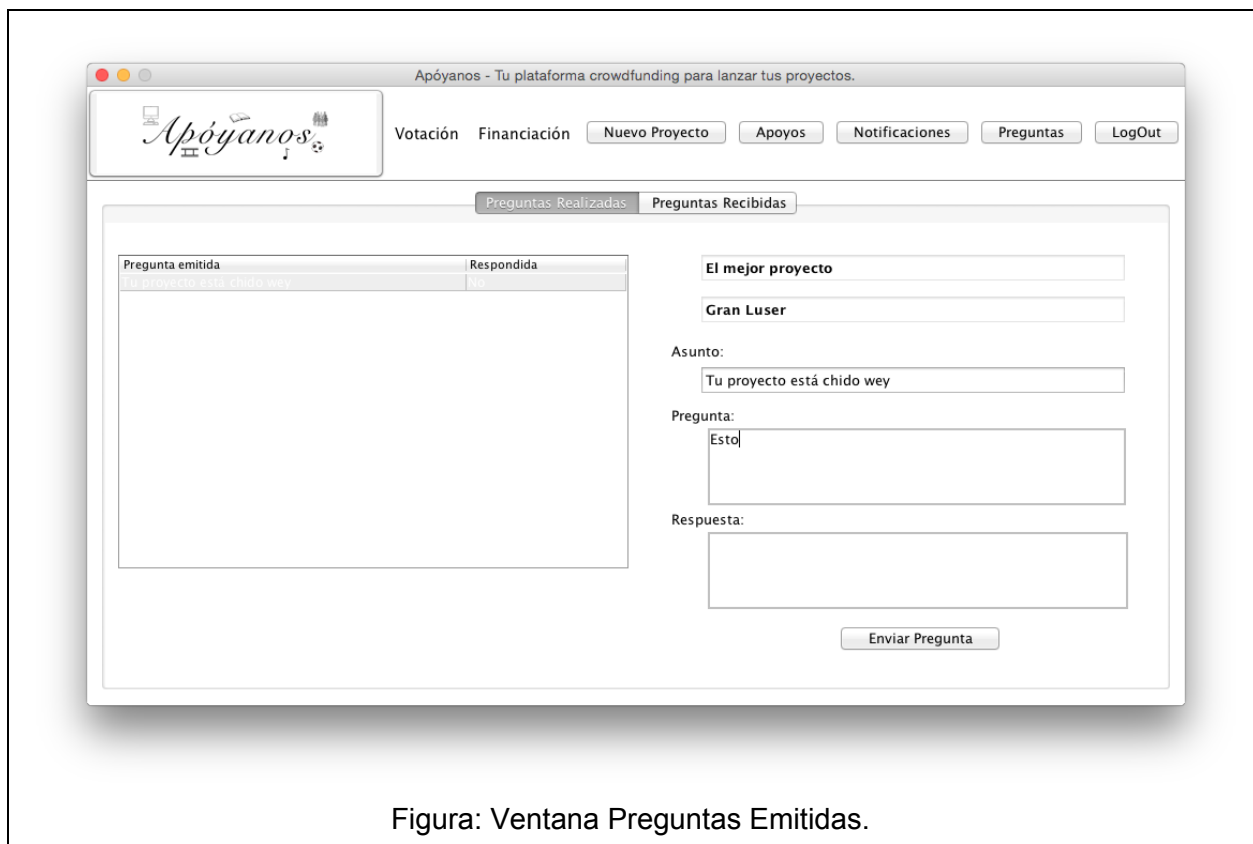 Apóyanos - Tu plataforma crowdfunding para lanzar tus proyectos.
Apóyanos
Votación Financiación Nuevo Proyecto Apoyos Notificaciones Preguntas LogOut
Preguntas Realizadas Preguntas Recibidas
Pregunta emitida Respondida
Tu proyecto está chido wey No
El mejor proyecto
Gran Luser
Asunto:
Tu proyecto está chido wey
Pregunta:
Esto
Respuesta:
Enviar Pregunta
Figura: Ventana Preguntas Emitidas.